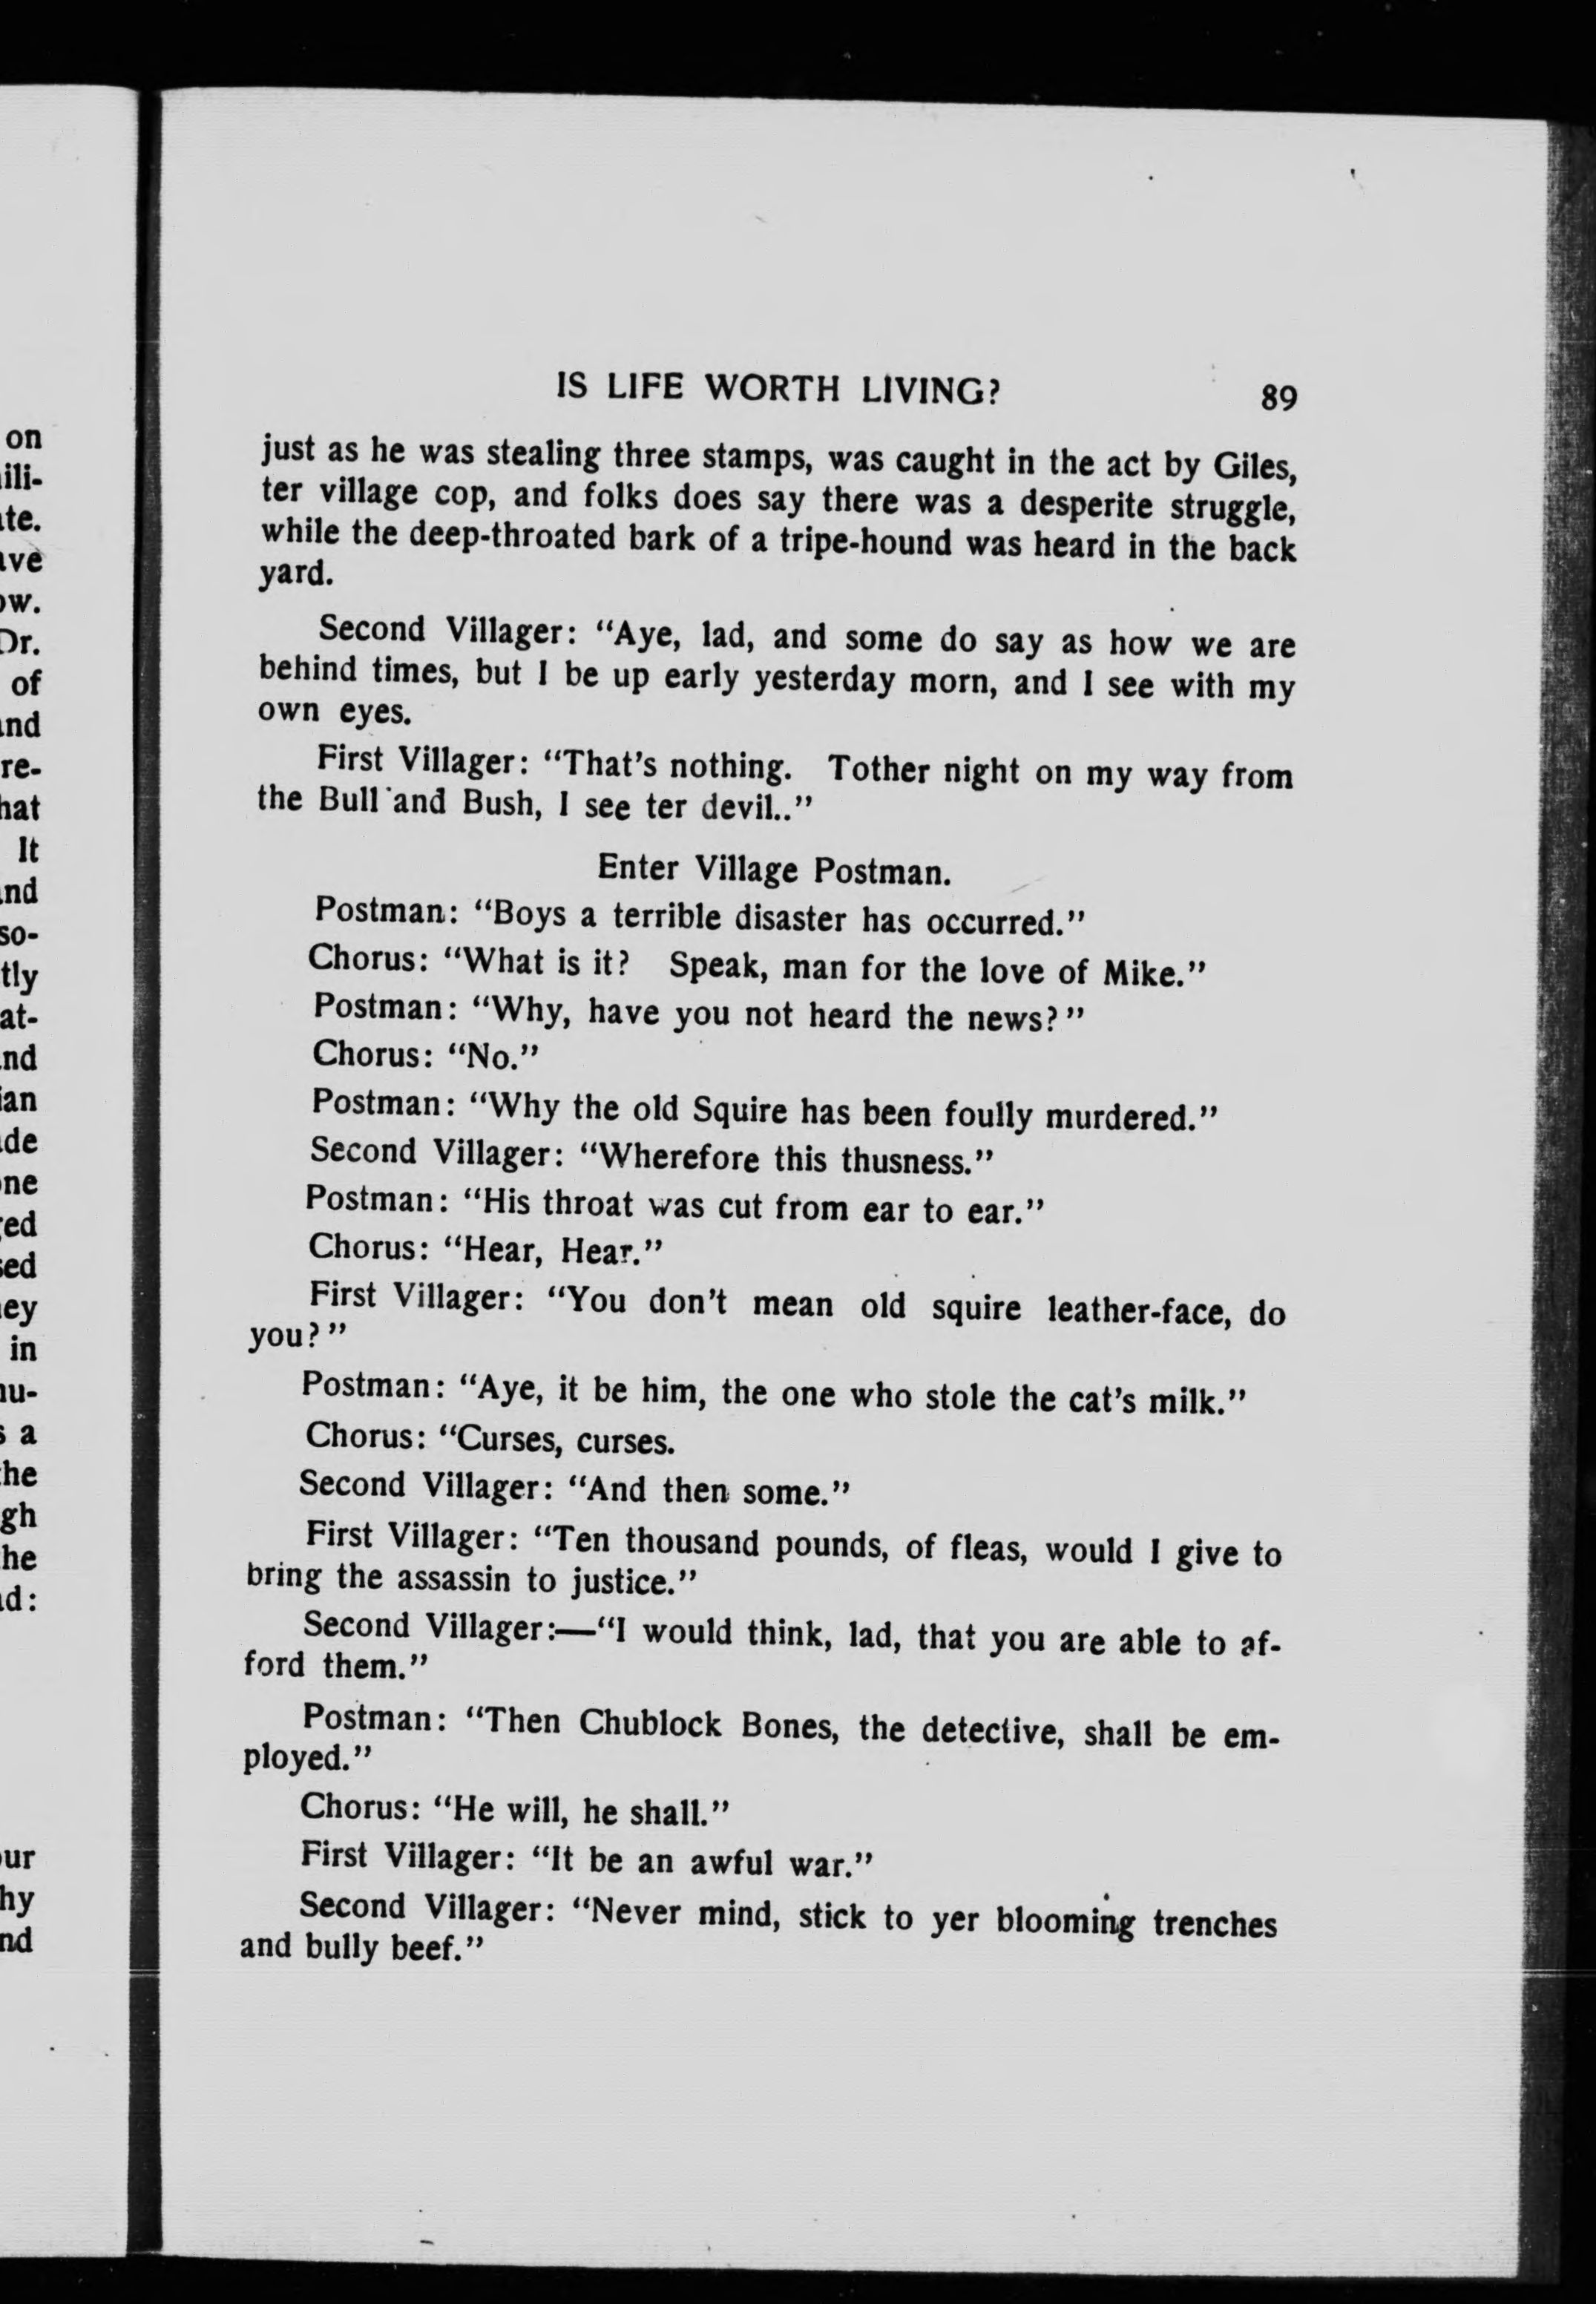 IS LIFE WORTH LIVING? 89
just as he was stealing three stamps, was caught in the act by Giles,
ter village cop, and folks does say there was a desperite struggle,
while the deep-throated bark of a tripe-hound was heard in the back
yard.
Second Villager: “Aye, lad, and some do say as how we are
behind times, but I be up early yesterday morn, and I see with my
own eyes.
First Villager: “That’s nothing. Tother night on my way from
the Bull and Bush, I see ter devil..”
Enter Village Postman.
Postman: “Boys a terrible disaster has occurred.”
Chorus: “What is it? Speak, man for the love of Mike.”
Postman: “Why, have you not heard the news?”
Chorus: “No.”
Postman: “Why the old Squire has been foully murdered.”
Second Villager: “Wherefore this thusness.”
Postman: “His throat was cut from ear to ear.”
Chorus: “Hear, Hear.”
First Villager: “You don’t mean old squire leather-face, do
you?”
Postman: “Aye, it be him, the one who stole the cat’s milk.”
Chorus: “Curses, curses.
Second Villager: “And then some.”
First Villager: “Ten thousand pounds, of fleas, would I give to
bring the assassin to justice.”
Second Villager:—“I would think, lad, that you are able to af-
ford them.”
Postman: “Then Chublock Bones, the detective, shall be em-
ployed.”
Chorus: “He will, he shall.”
First Villager: “It be an awful war.”
Second Villager: “Never mind, stick to yer blooming trenches
and bully beef.”